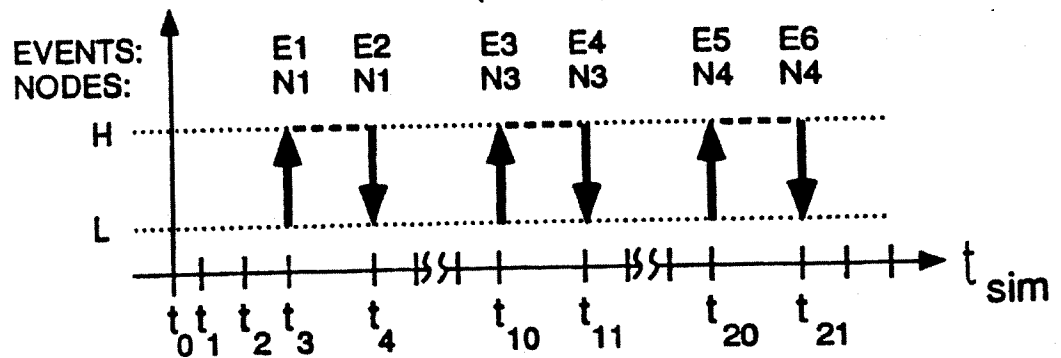 EVENTS: E1 E2 E3 E4 E5 E6
NODES: N1 N1 N3 N3 N4 N4
H
L
t0 t1 t2 t3 t4 t10 t11 t20 t21
tsim